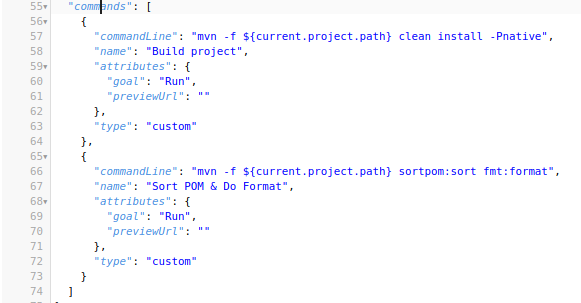 55 "commands": [
56 {
57 "commandLine": "mvn -f ${current.project.path} clean install -Pnative",
58 "name": "Build project",
59 "attributes": {
60 "goal": "Run",
61 "previewUrl": ""
62 },
63 "type": "custom"
64 },
65 {
66 "commandLine": "mvn -f ${current.project.path} sortpom:sort fmt:format",
67 "name": "Sort POM & Do Format",
68 "attributes": {
69 "goal": "Run",
70 "previewUrl": ""
71 },
72 "type": "custom"
73 }
74 ]